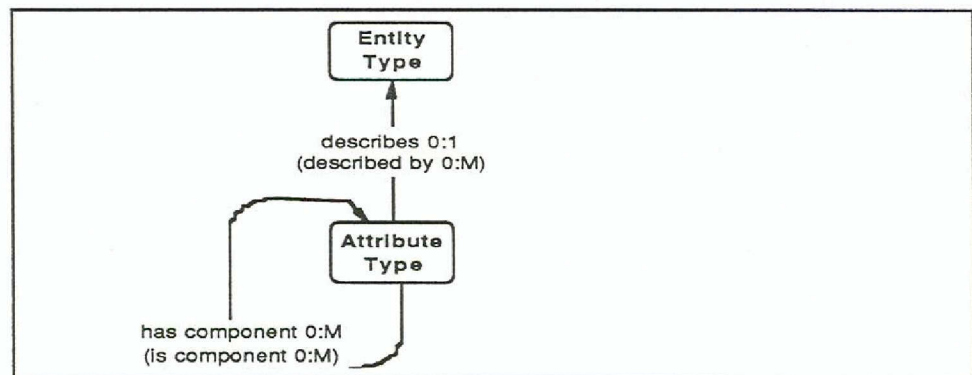 Entity
Type
describes 0:1
(described by 0:M)
Attribute
Type
has component 0:M
(is component 0:M)